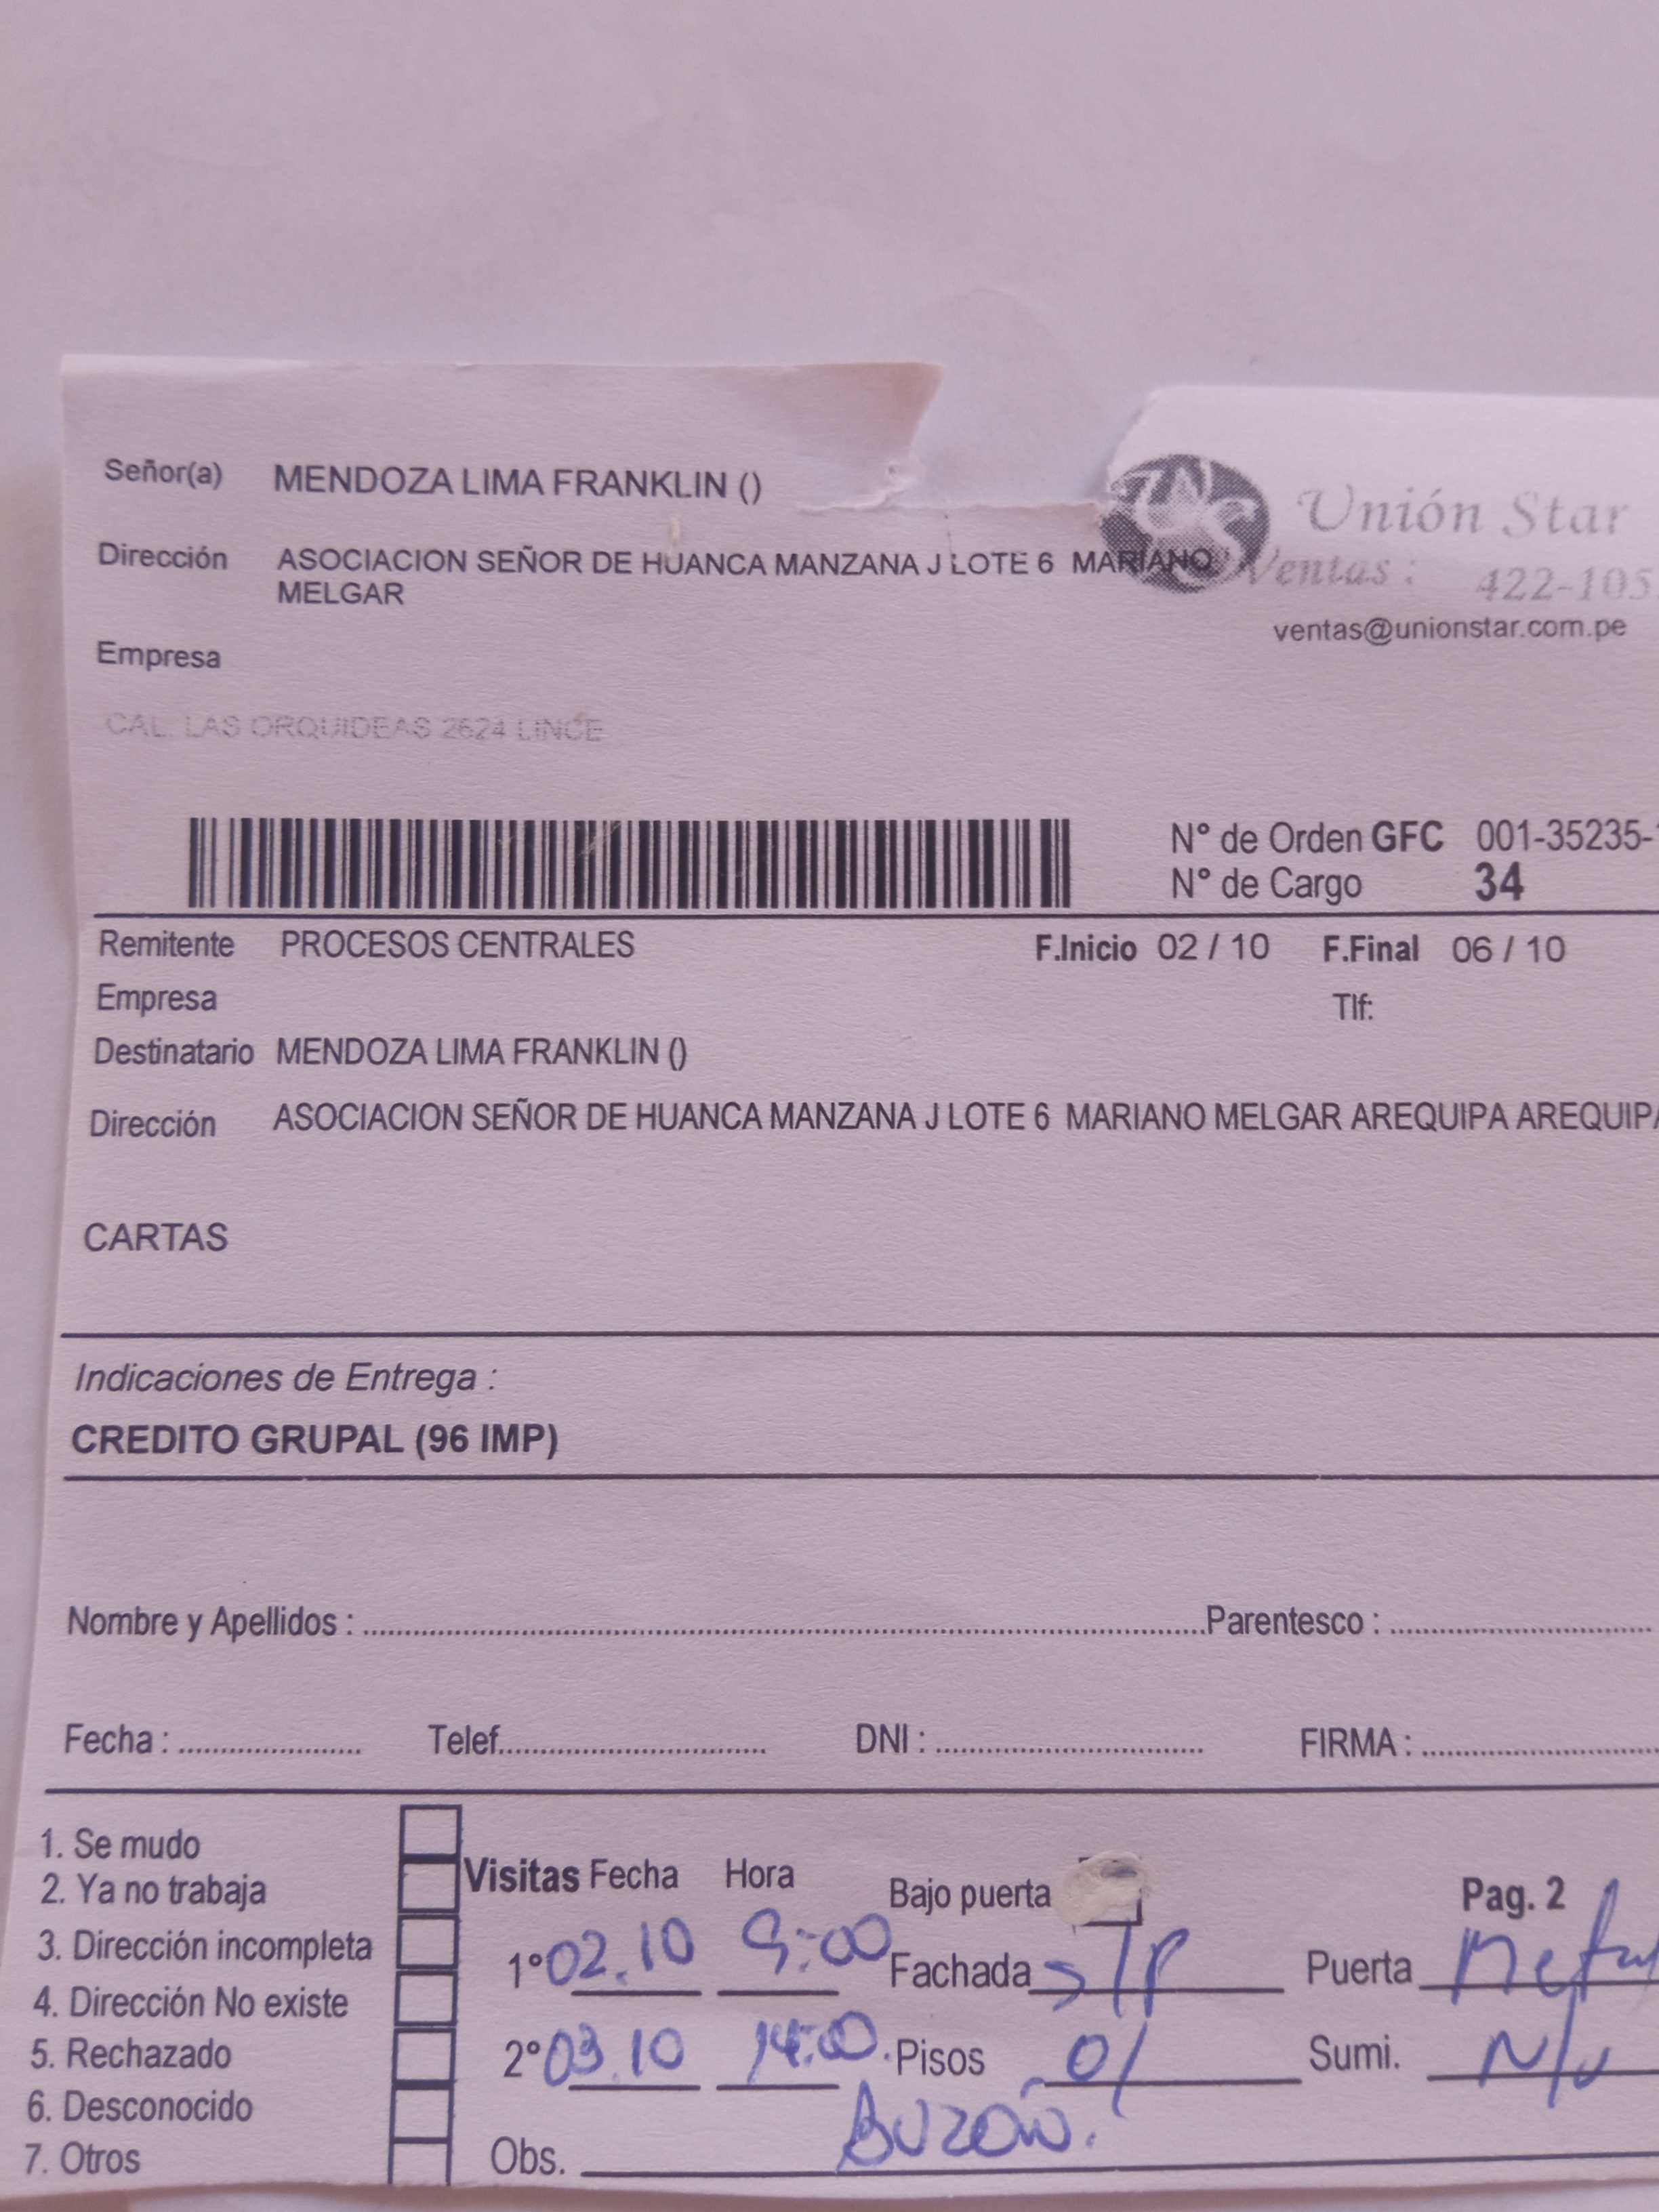 Señor(a) MENDOZA LIMA FRANKLIN ()
Unión Star
Dirección ASOCIACION SEÑOR DE HUANCA MANZANA J LOTE 6 MARIANO
MELGAR
Ventas : 422-105
ventas@unionstar.com.pe
Empresa
CAL. LAS ORQUIDEAS 2624 LINCE
N° de Orden GFC 001-35235-
N° de Cargo 34
Remitente PROCESOS CENTRALES F.Inicio 02 / 10 F.Final 06 / 10
Empresa Tlf:
Destinatario MENDOZA LIMA FRANKLIN ()
Dirección ASOCIACION SEÑOR DE HUANCA MANZANA J LOTE 6 MARIANO MELGAR AREQUIPA AREQUIPA
CARTAS
Indicaciones de Entrega :
CREDITO GRUPAL (96 IMP)
Nombre y Apellidos : Parentesco :
Fecha : Telef. DNI : FIRMA :
1. Se mudo
2. Ya no trabaja
3. Dirección incompleta
4. Dirección No existe
5. Rechazado
6. Desconocido
7. Otros
Visitas Fecha Hora Bajo puerta Pag. 2
1° 02.10 9:00 Fachada S/P Puerta
2° 03.10 14:00. Pisos 01 Sumi.
Obs. BUZON.